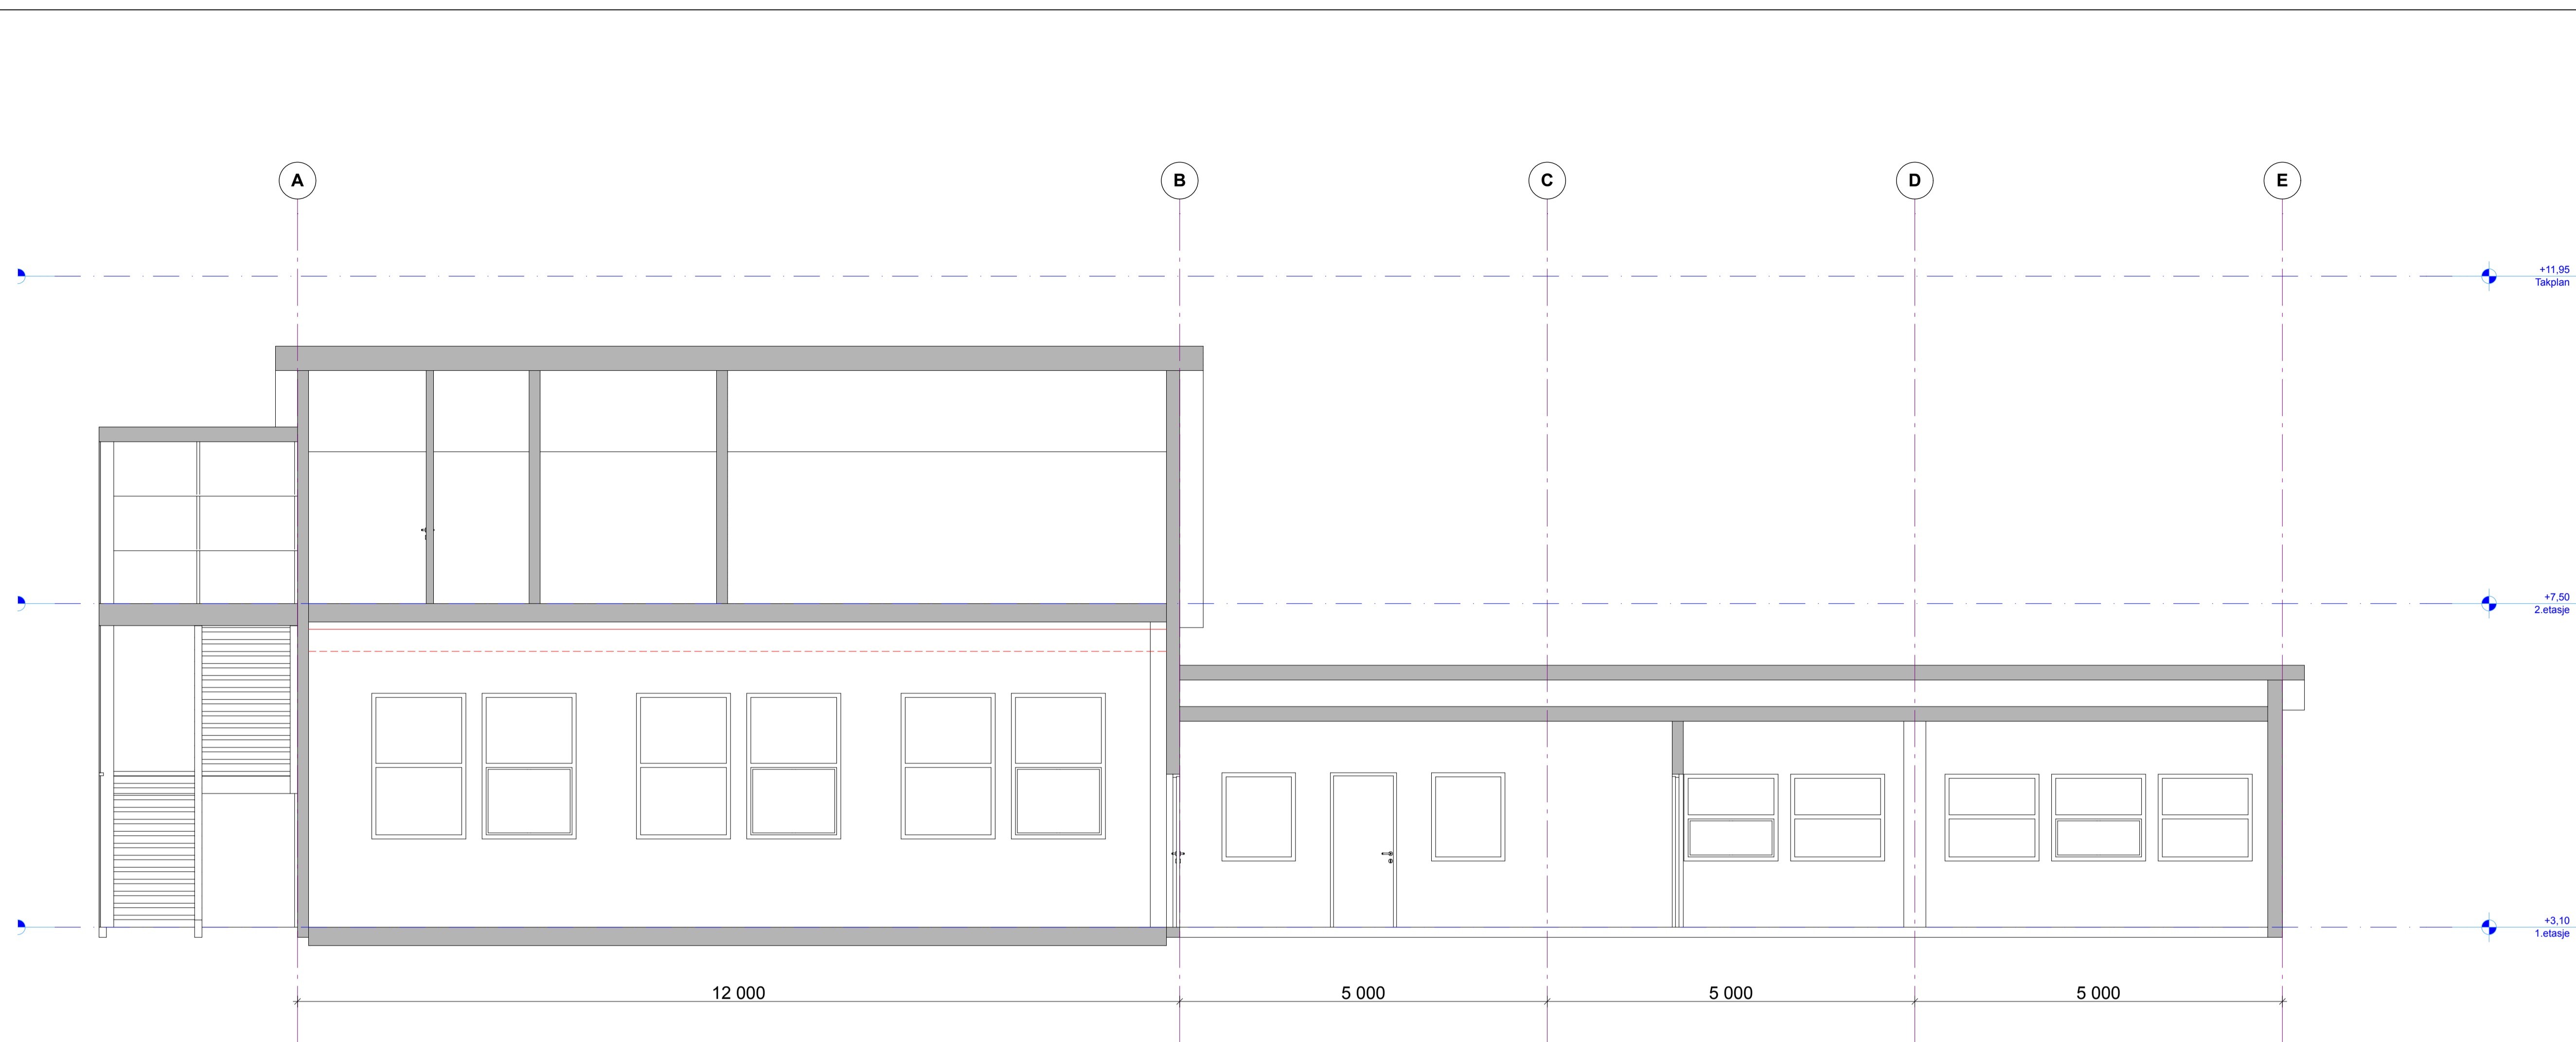 A B C D E
+11,95
Takplan
+7,50
2.etasje
+3,10
1.etasje
12 000 5 000 5 000 5 000